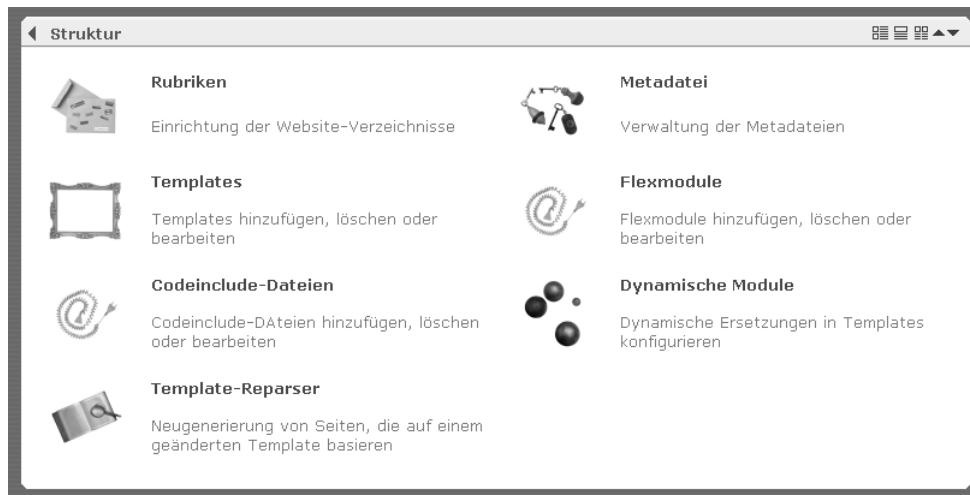 Struktur
Rubriken
Einrichtung der Website-Verzeichnisse
Metadatei
Verwaltung der Metadateien
Templates
Templates hinzufügen, löschen oder
bearbeiten
Flexmodule
Flexmodule hinzufügen, löschen oder
bearbeiten
Codeinclude-Dateien
Codeinclude-DAteien hinzufügen, löschen
oder bearbeiten
Dynamische Module
Dynamische Ersetzungen in Templates
konfigurieren
Template-Reparser
Neugenerierung von Seiten, die auf einem
geänderten Template basieren